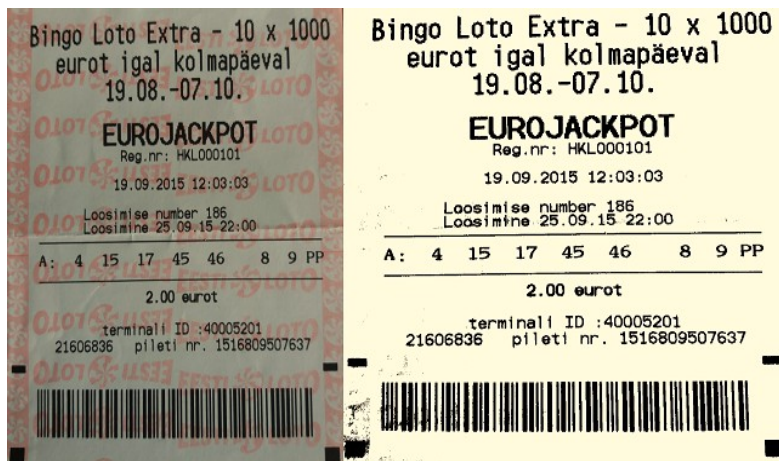 Bingo Loto Extra - 10 x 1000
eurot igal kolmapäeval
19.08.-07.10.
EUROJACKPOT
Reg.nr: HKL000101
19.09.2015 12:03:03
Loosimise number 186
Loosimine 25.09.15 22:00
A: 4 15 17 45 46 8 9 PP
2.00 eurot
terminali ID :40005201
21606836 pileti nr. 1516809507637
EESTI LOTO
Bingo Loto Extra - 10 x 1000
eurot igal kolmapäeval
19.08.-07.10.
EUROJACKPOT
Reg.nr: HKL000101
19.09.2015 12:03:03
Loosimise number 186
Loosimine 25.09.15 22:00
A: 4 15 17 45 46 8 9 PP
2.00 eurot
terminali ID :40005201
21606836 pileti nr. 1516809507637